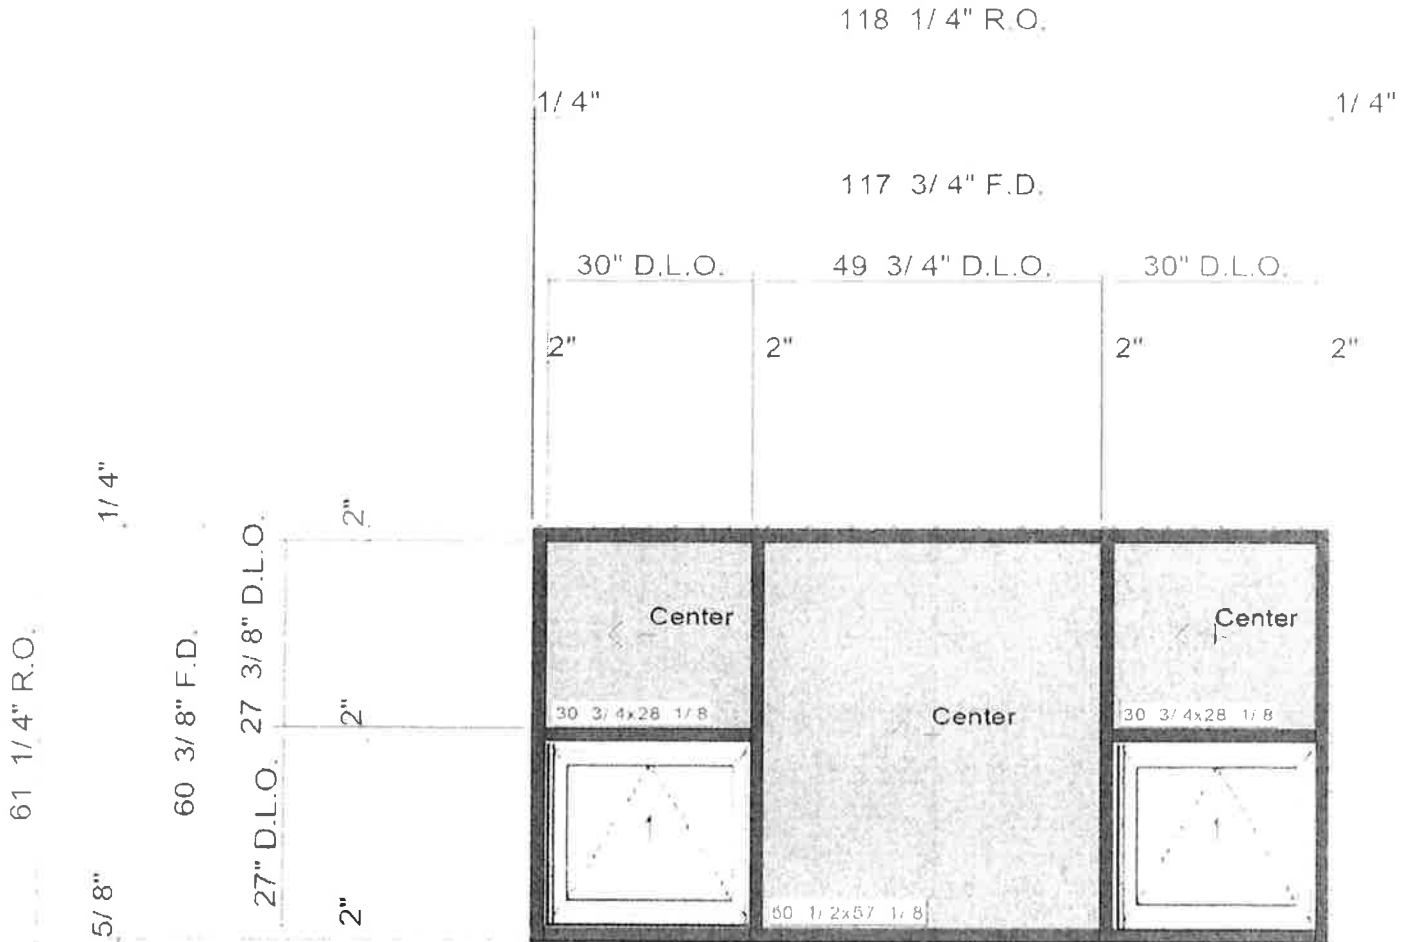 118 1/4" R.O.
1/4"
1/4"
117 3/4" F.D.
30" D.L.O.
49 3/4" D.L.O.
30" D.L.O.
2"
2"
2"
2"
61 1/4" R.O.
1/4"
5/8"
60 3/8" F.D.
27 3/8" D.L.O.
27" D.L.O.
2"
2"
2"
Center
Center
Center
30 3/4x28 1/8
30 3/4x28 1/8
50 1/2x57 1/8